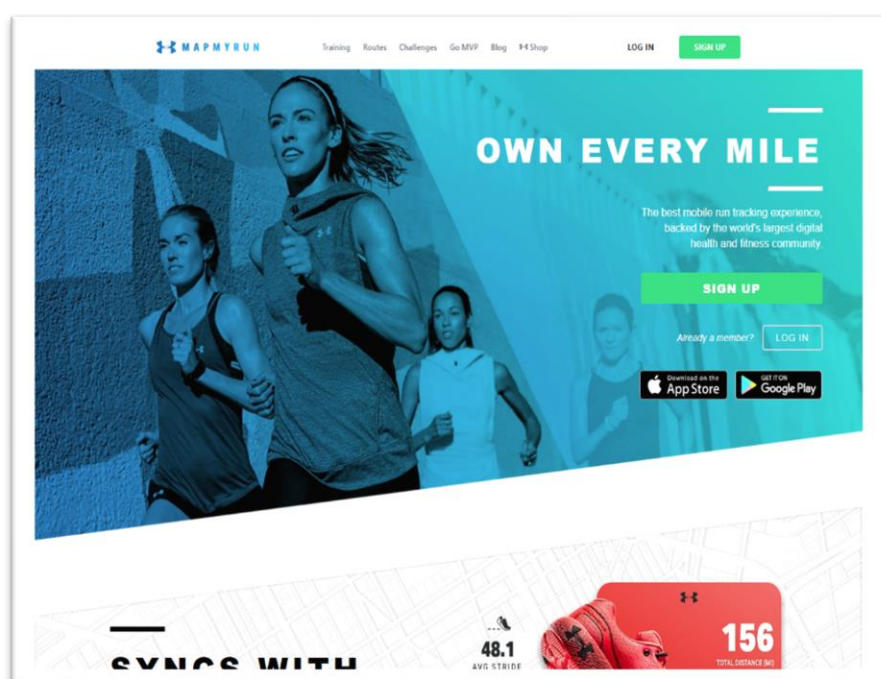 MAPMYRUN
Training Routes Challenges Go MVP Blog Shop
LOG IN
SIGN UP
OWN EVERY MILE
The best mobile run tracking experience,
backed by the world's largest digital
health and fitness community.
SIGN UP
Already a member? LOG IN
Download on the
App Store
GET IT ON
Google Play
SYNCS WITH
48.1
AVG STRIDE
156
TOTAL DISTANCE (MI)